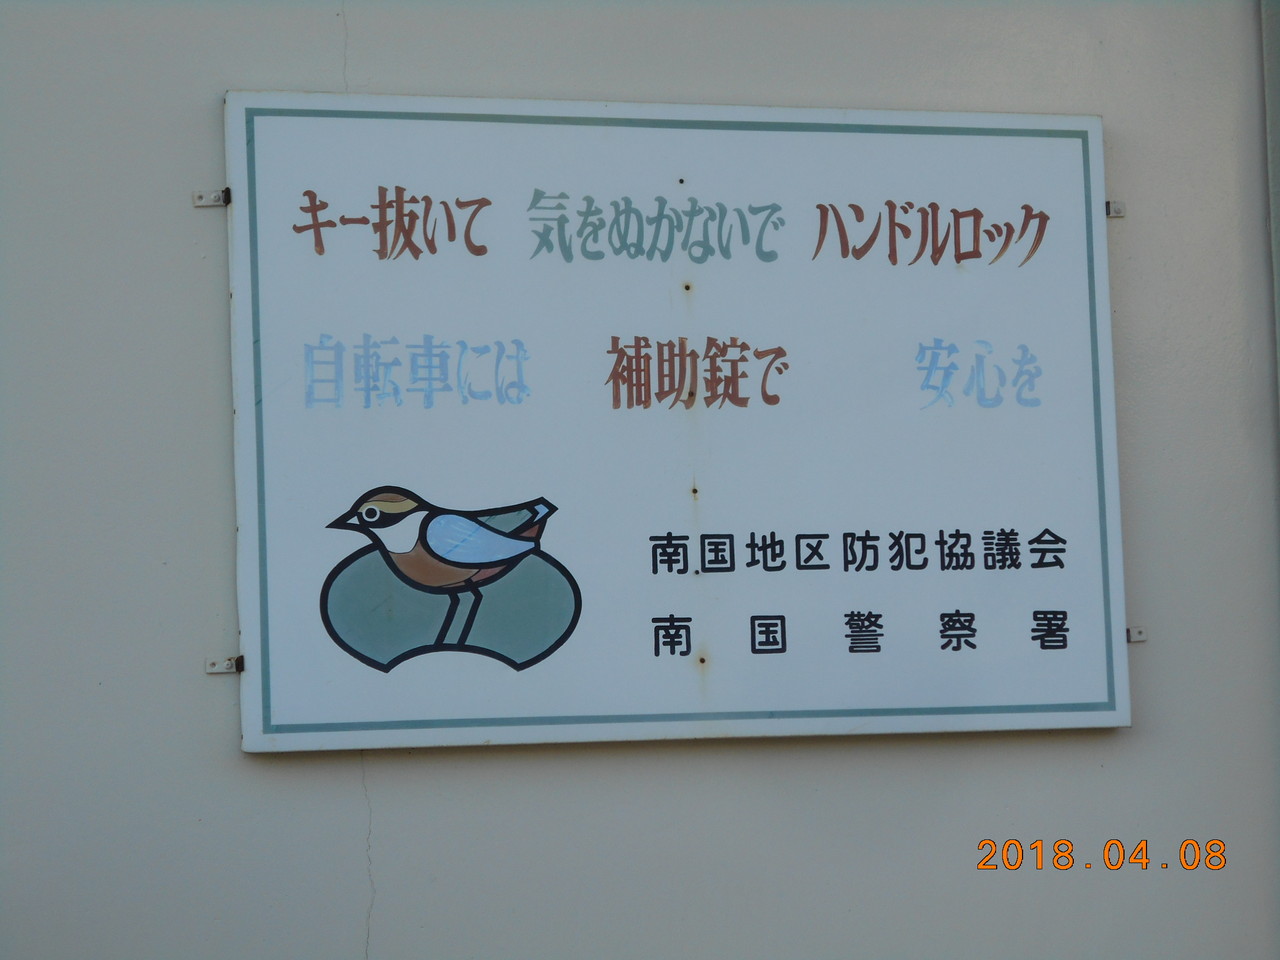 キー抜いて 気をぬかないで ハンドルロック
自転車には 補助錠で 安心を
南国地区防犯協議会
南国警察署
2018.04.08